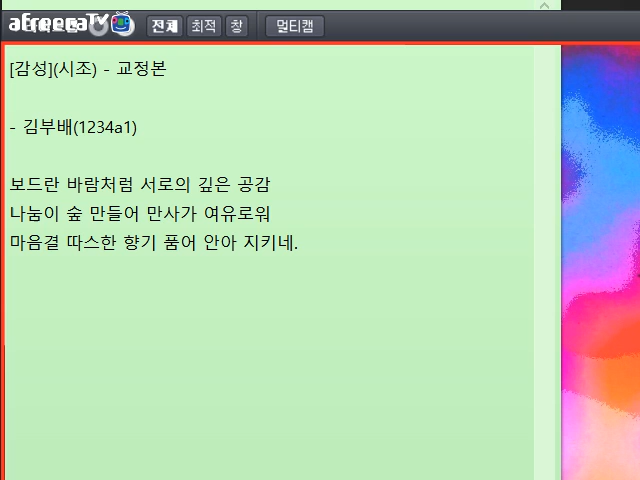 afreecaTV
전체 최적 창 멀티캠
[감성](시조) - 교정본
- 김부배(1234a1)
보드란 바람처럼 서로의 깊은 공감
나눔이 숲 만들어 만사가 여유로워
마음결 따스한 향기 품어 안아 지키네.